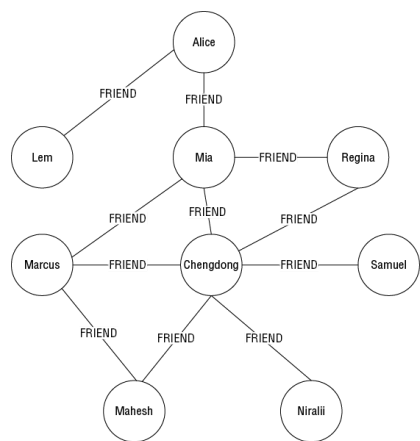 Alice
FRIEND
FRIEND
Lem
Mia
FRIEND
Regina
FRIEND
FRIEND
FRIEND
Marcus
FRIEND
Chengdong
FRIEND
Samuel
FRIEND
FRIEND
FRIEND
Mahesh
Niralii